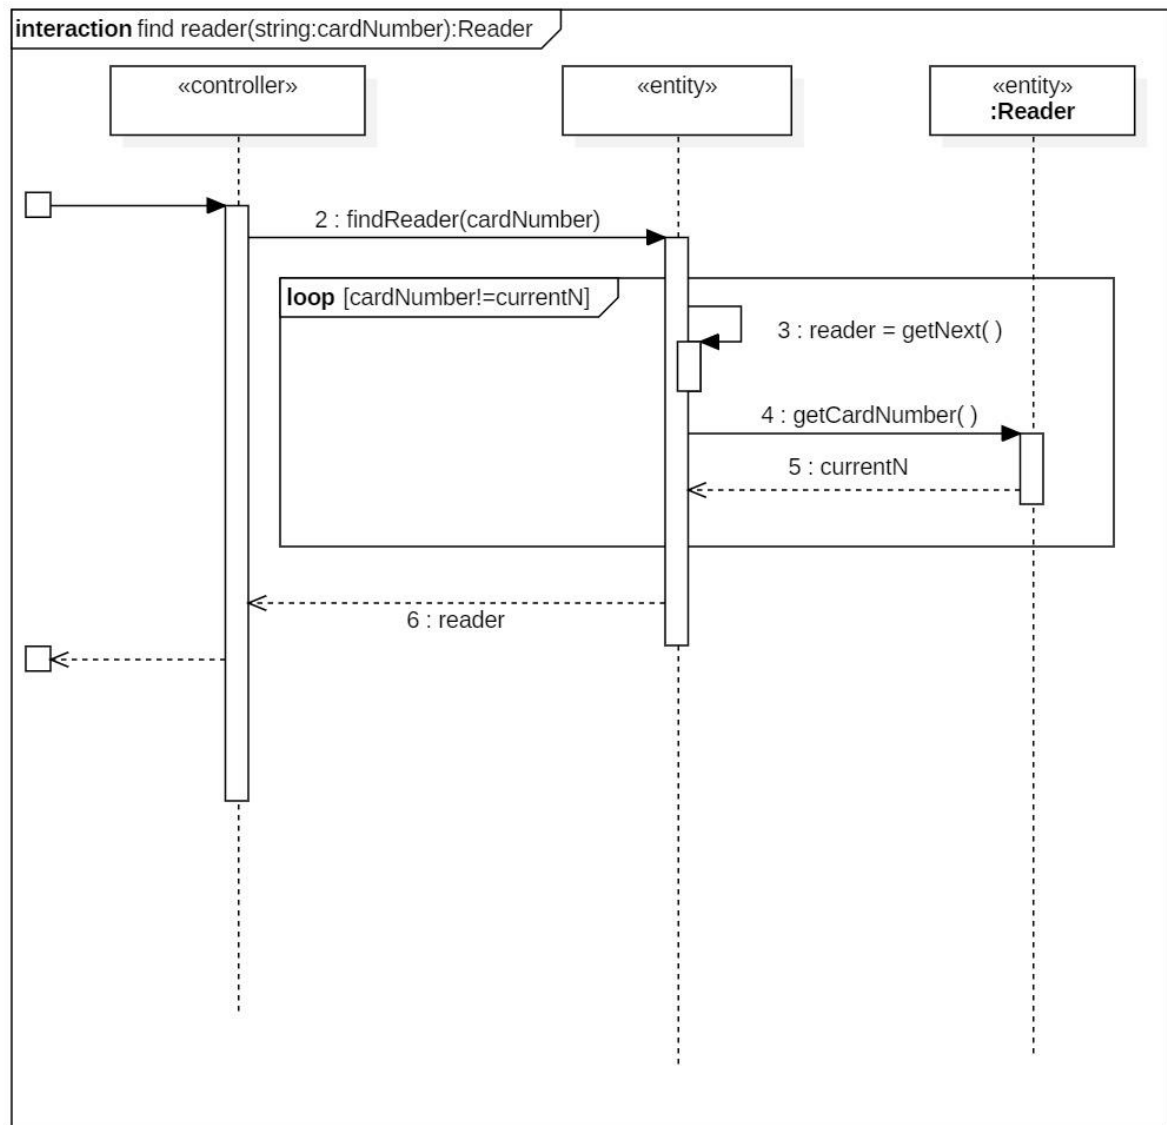 interaction find reader(string:cardNumber):Reader
«controller»
«entity»
«entity»
:Reader
2 : findReader(cardNumber)
loop [cardNumber!=currentN]
3 : reader = getNext( )
4 : getCardNumber( )
5 : currentN
6 : reader